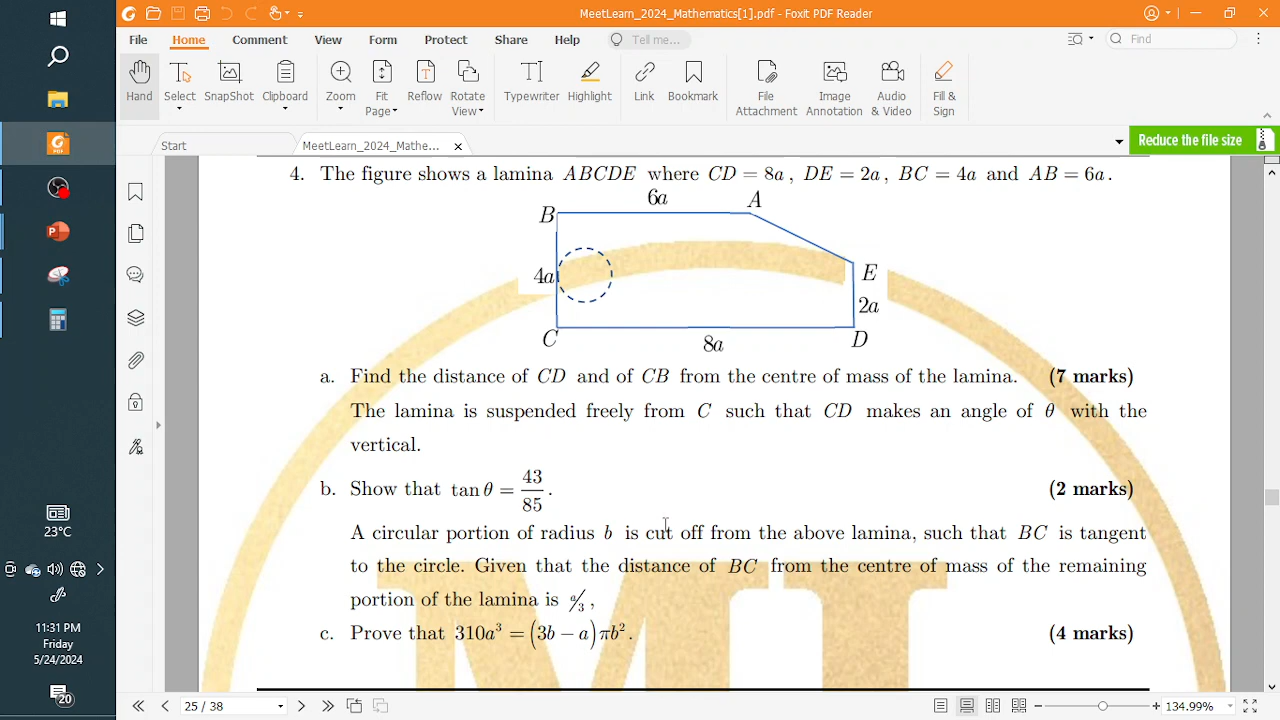 MeetLearn_2024_Mathematics[1].pdf - Foxit PDF Reader
File Home Comment View Form Protect Share Help Tell me... Find
Hand Select SnapShot Clipboard Zoom Fit Page Reflow Rotate View Typewriter Highlight Link Bookmark File Attachment Image Annotation Audio & Video Fill & Sign
Start MeetLearn_2024_Mathe... Reduce the file size
4. The figure shows a lamina ABCDE where CD = 8a, DE = 2a, BC = 4a and AB = 6a.
6a A
B
4a E
2a
C D
8a
a. Find the distance of CD and of CB from the centre of mass of the lamina. (7 marks)
The lamina is suspended freely from C such that CD makes an angle of θ with the
vertical.
b. Show that tan θ = 43/85. (2 marks)
A circular portion of radius b is cut off from the above lamina, such that BC is tangent
to the circle. Given that the distance of BC from the centre of mass of the remaining
portion of the lamina is a/3,
c. Prove that 310a³ = (3b − a)πb². (4 marks)
MI
23°C
11:31 PM
Friday
5/24/2024
20
25 / 38 134.99%